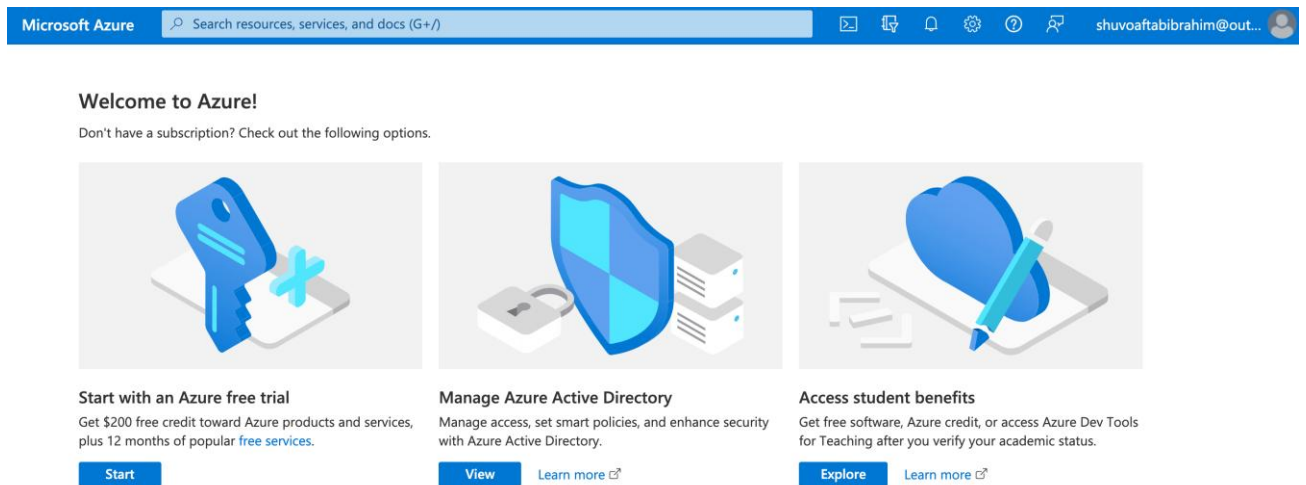 Microsoft Azure
Search resources, services, and docs (G+/)
shuvoaftabibrahim@out...
Welcome to Azure!
Don't have a subscription? Check out the following options.
Start with an Azure free trial
Get $200 free credit toward Azure products and services,
plus 12 months of popular free services.
Start
Manage Azure Active Directory
Manage access, set smart policies, and enhance security
with Azure Active Directory.
View
Learn more
Access student benefits
Get free software, Azure credit, or access Azure Dev Tools
for Teaching after you verify your academic status.
Explore
Learn more